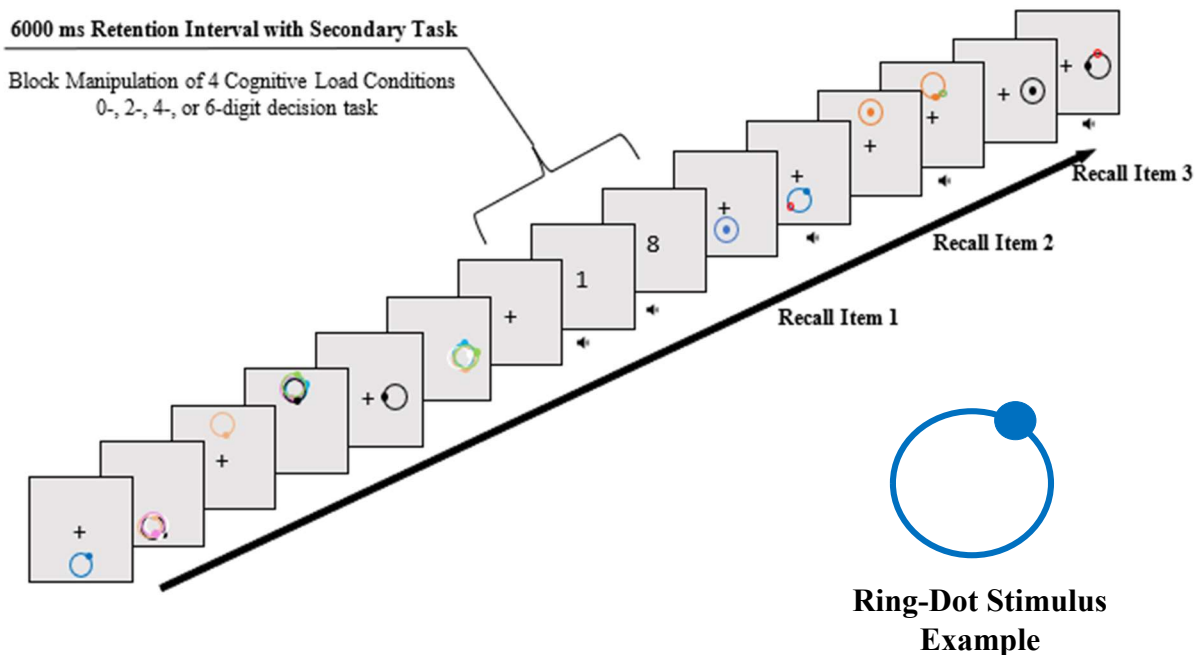 6000 ms Retention Interval with Secondary Task
Block Manipulation of 4 Cognitive Load Conditions
0-, 2-, 4-, or 6-digit decision task
1
8
Recall Item 1
Recall Item 2
Recall Item 3
Ring-Dot Stimulus
Example